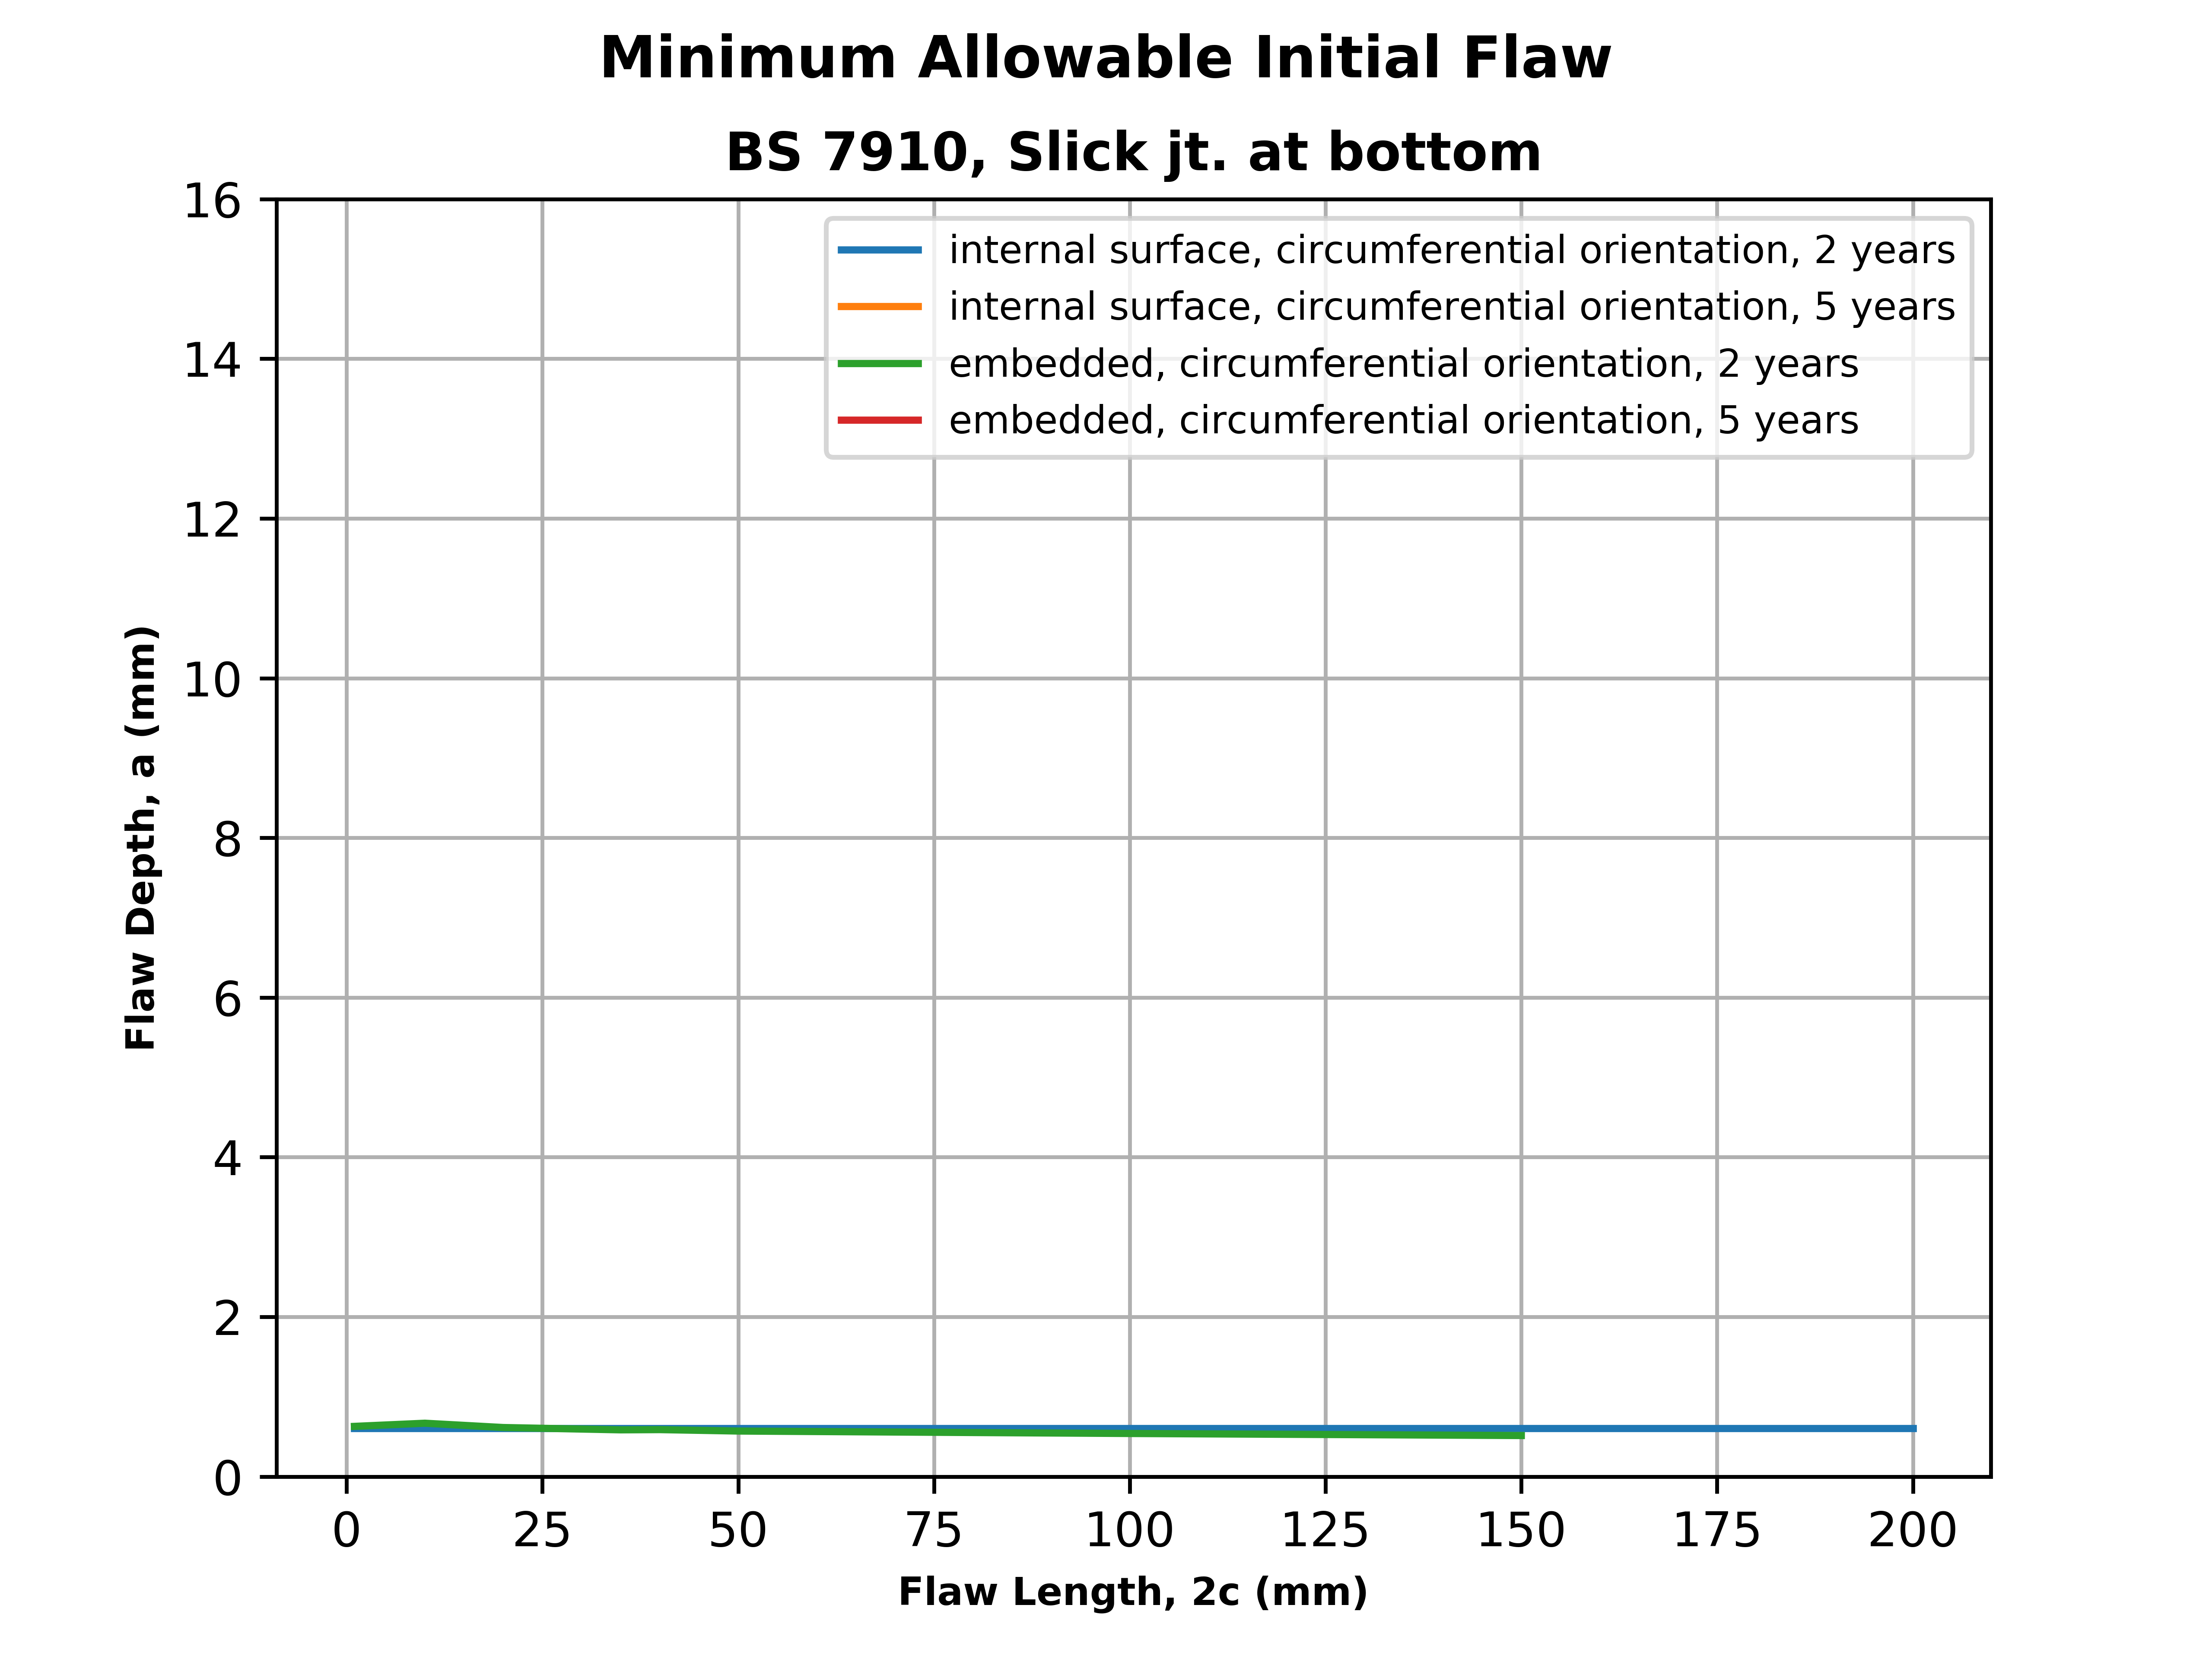 Minimum Allowable Initial Flaw
BS 7910, Slick jt. at bottom
internal surface, circumferential orientation, 2 years
internal surface, circumferential orientation, 5 years
embedded, circumferential orientation, 2 years
embedded, circumferential orientation, 5 years
16
14
12
10
8
6
4
2
0
Flaw Depth, a (mm)
0 25 50 75 100 125 150 175 200
Flaw Length, 2c (mm)